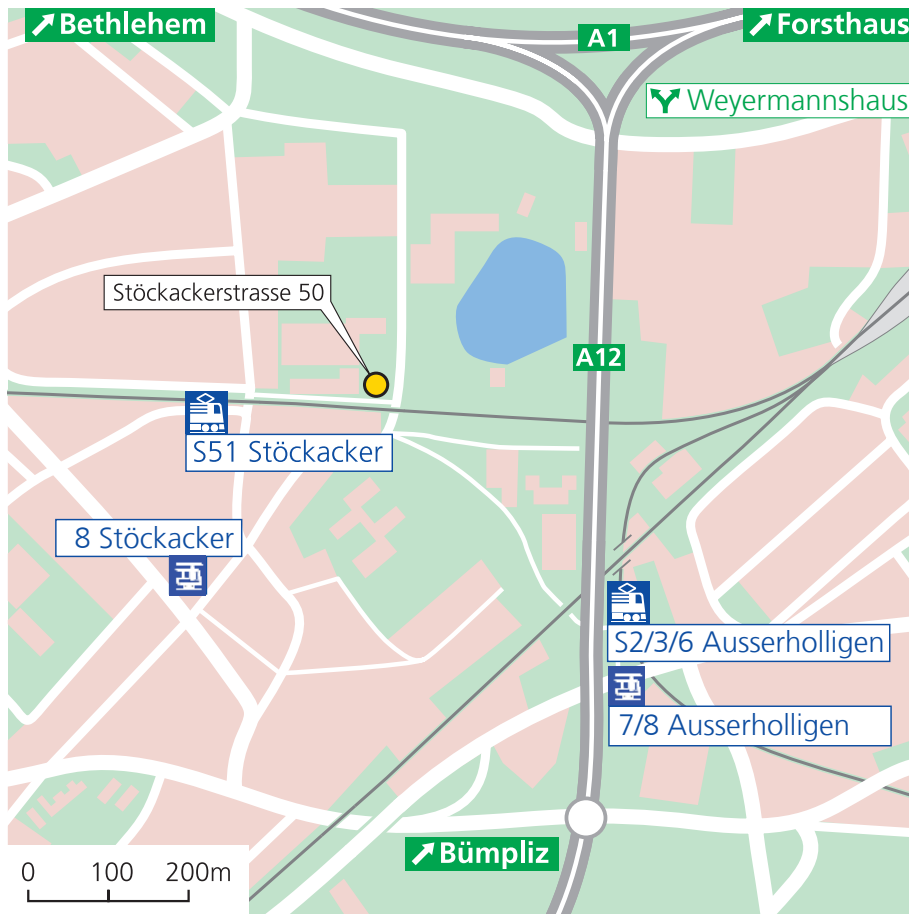 Bethlehem
A1
Forsthaus
Weyermannshaus
Stöckackerstrasse 50
A12
S51 Stöckacker
8 Stöckacker
S2/3/6 Ausserholligen
7/8 Ausserholligen
Bümpliz
0 100 200m